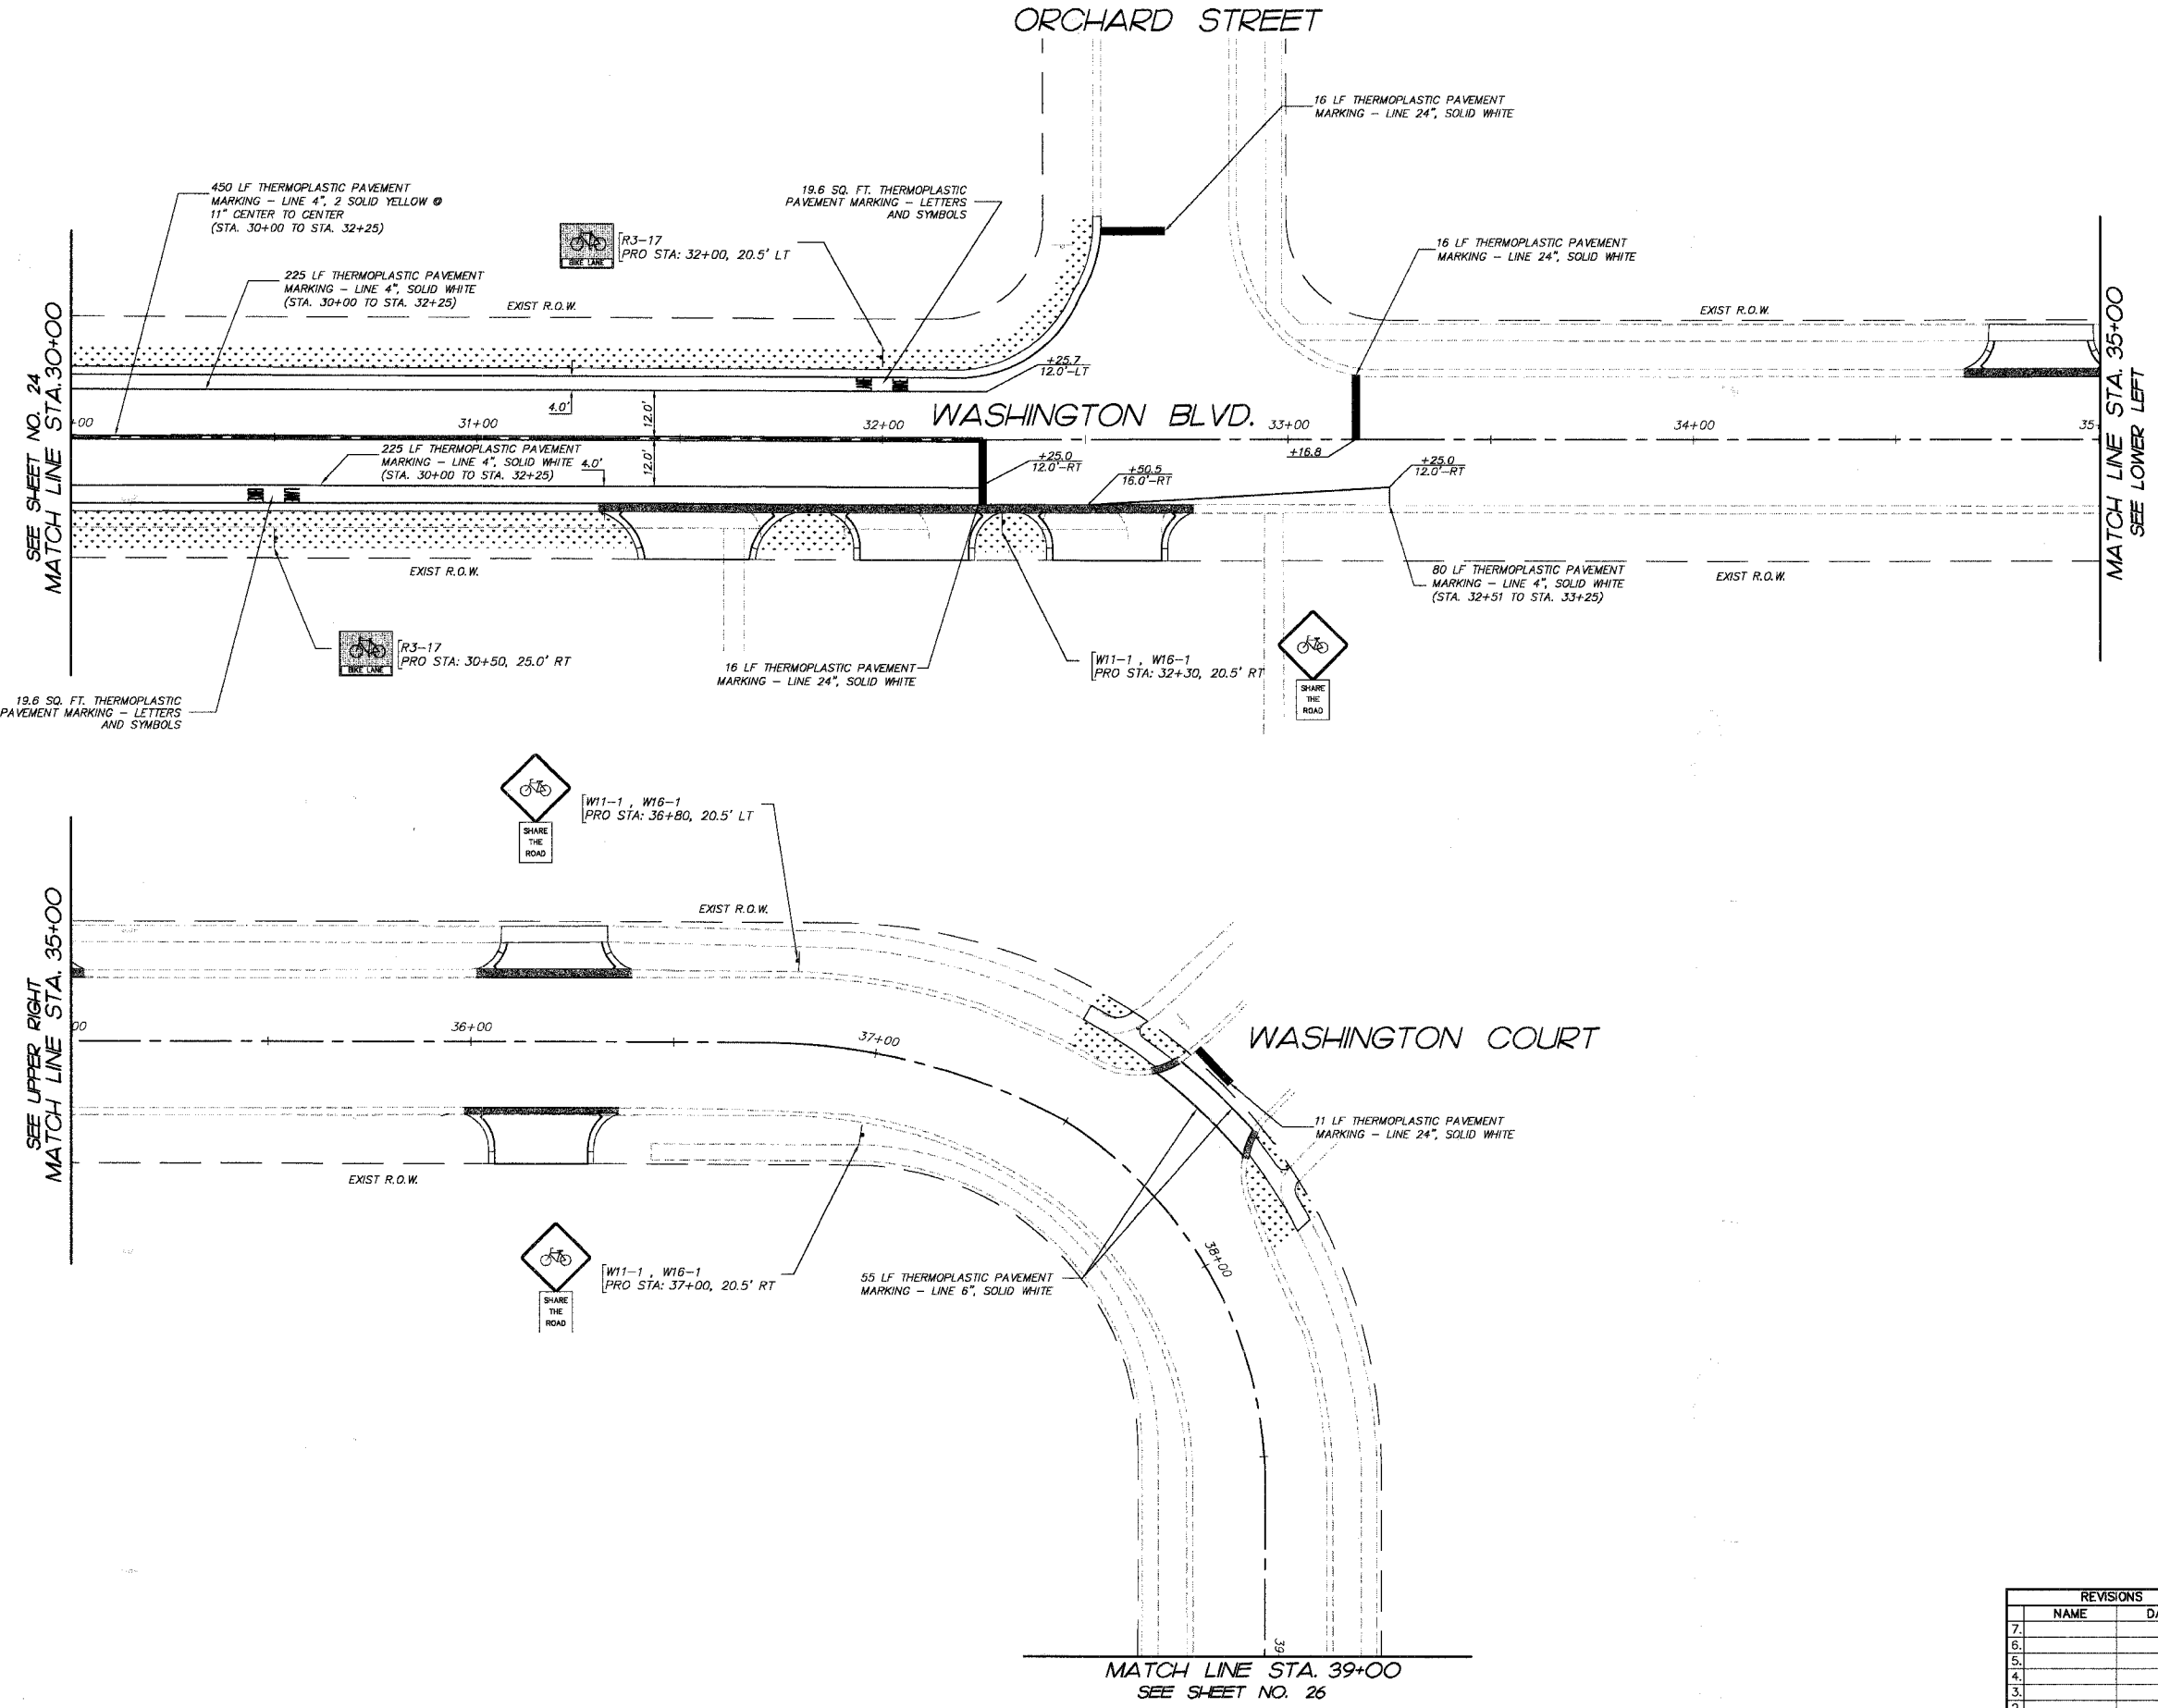 ORCHARD STREET
16 LF THERMOPLASTIC PAVEMENT
MARKING – LINE 24", SOLID WHITE
450 LF THERMOPLASTIC PAVEMENT
MARKING – LINE 4", 2 SOLID YELLOW @
11" CENTER TO CENTER
(STA. 30+00 TO STA. 32+25)
19.6 SQ. FT. THERMOPLASTIC
PAVEMENT MARKING – LETTERS
AND SYMBOLS
BIKE LANE
R3-17
PRO STA: 32+00, 20.5' LT
16 LF THERMOPLASTIC PAVEMENT
MARKING – LINE 24", SOLID WHITE
225 LF THERMOPLASTIC PAVEMENT
MARKING – LINE 4", SOLID WHITE
(STA. 30+00 TO STA. 32+25)
EXIST R.O.W.
EXIST R.O.W.
SEE SHEET NO. 24
MATCH LINE STA.30+00
MATCH LINE STA. 35+00
SEE LOWER LEFT
+25.7
12.0'-LT
4.0'
12.0'
WASHINGTON BLVD.
+00
31+00
32+00
33+00
34+00
35+
225 LF THERMOPLASTIC PAVEMENT
MARKING – LINE 4", SOLID WHITE
(STA. 30+00 TO STA. 32+25)
4.0'
12.0'
+25.0
12.0'-RT
+50.5
16.0'-RT
+16.8
+25.0
12.0'-RT
EXIST R.O.W.
80 LF THERMOPLASTIC PAVEMENT
MARKING – LINE 4", SOLID WHITE
(STA. 32+51 TO STA. 33+25)
EXIST R.O.W.
BIKE LANE
R3-17
PRO STA: 30+50, 25.0' RT
16 LF THERMOPLASTIC PAVEMENT
MARKING – LINE 24", SOLID WHITE
W11-1 , W16-1
PRO STA: 32+30, 20.5' RT
SHARE
THE
ROAD
19.6 SQ. FT. THERMOPLASTIC
PAVEMENT MARKING – LETTERS
AND SYMBOLS
W11-1 , W16-1
PRO STA: 36+80, 20.5' LT
SHARE
THE
ROAD
EXIST R.O.W.
SEE UPPER RIGHT
MATCH LINE STA. 35+00
00
36+00
37+00
WASHINGTON COURT
11 LF THERMOPLASTIC PAVEMENT
MARKING – LINE 24", SOLID WHITE
EXIST R.O.W.
38+00
W11-1 , W16-1
PRO STA: 37+00, 20.5' RT
SHARE
THE
ROAD
55 LF THERMOPLASTIC PAVEMENT
MARKING – LINE 6", SOLID WHITE
39
MATCH LINE STA. 39+00
SEE SHEET NO. 26
REVISIONS
NAME
7.
6.
5.
4.
3.